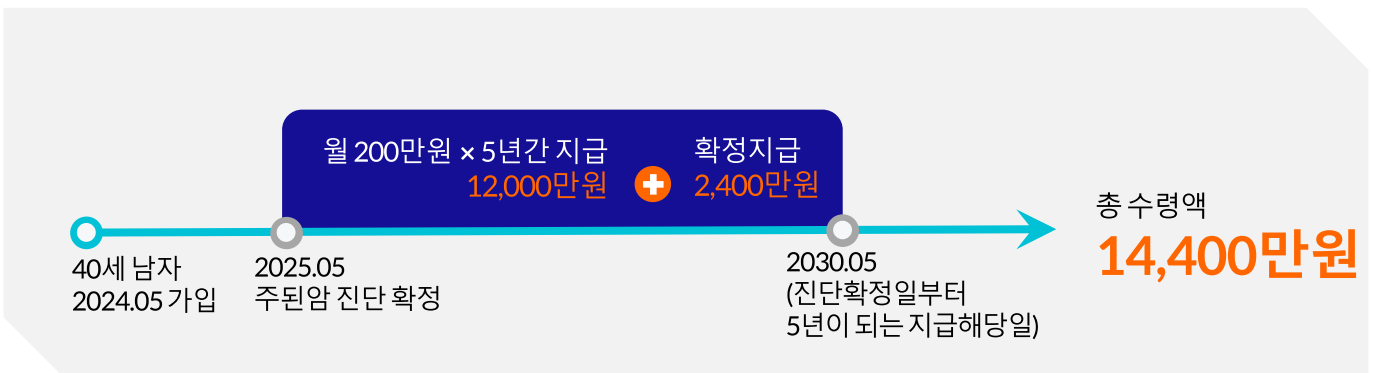 월 200만원 × 5년간 지급
12,000만원
확정지급
2,400만원
총 수령액
14,400만원
40세 남자
2024.05 가입
2025.05
주된암 진단 확정
2030.05
(진단확정일부터
5년이 되는 지급해당일)